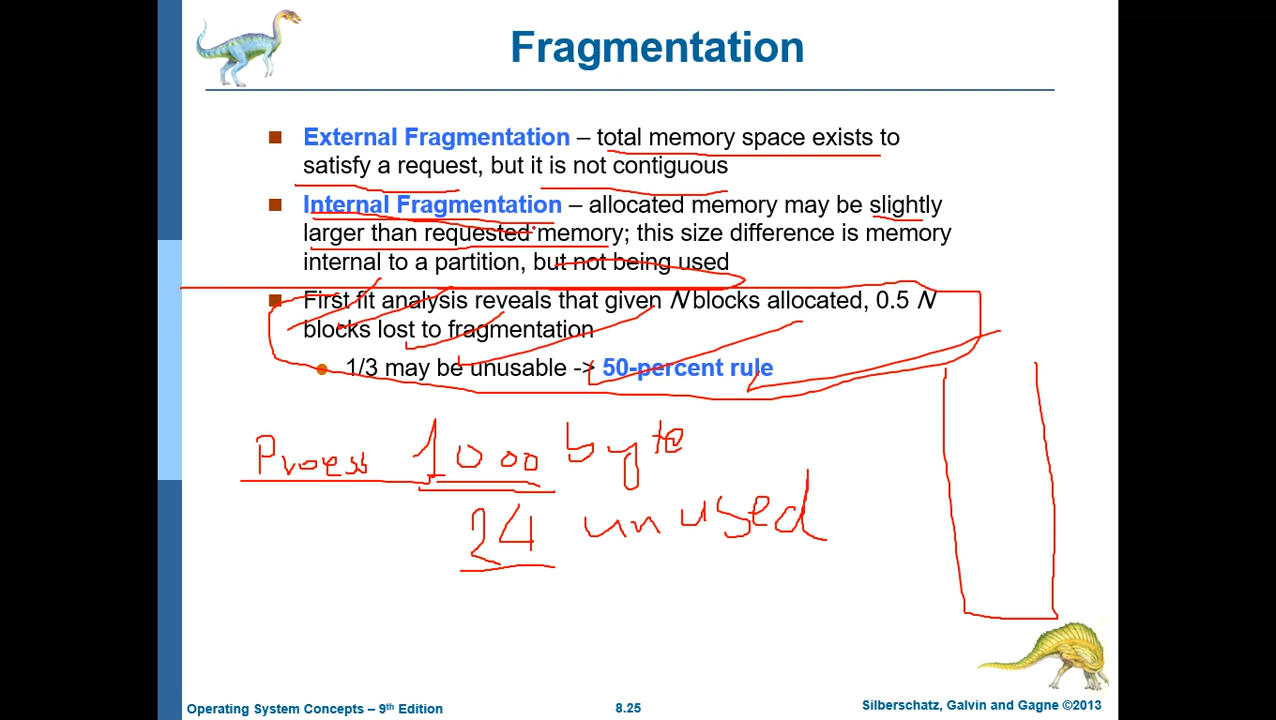 Fragmentation
External Fragmentation – total memory space exists to
satisfy a request, but it is not contiguous
Internal Fragmentation – allocated memory may be slightly
larger than requested memory; this size difference is memory
internal to a partition, but not being used
First fit analysis reveals that given N blocks allocated, 0.5 N
blocks lost to fragmentation
1/3 may be unusable -> 50-percent rule
Process 1000 byte
24 unused
Operating System Concepts – 9th Edition
8.25
Silberschatz, Galvin and Gagne ©2013